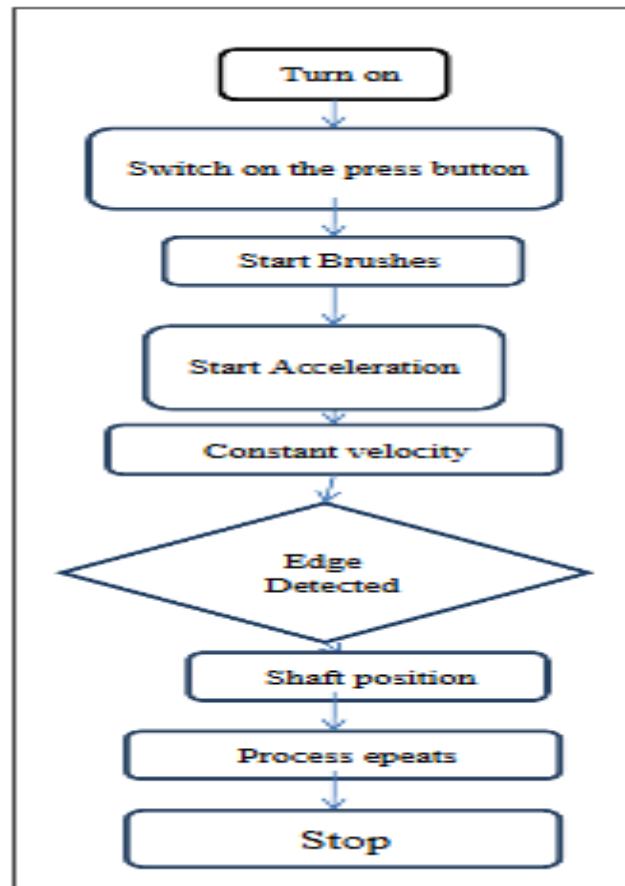 Turn on
Switch on the press button
Start Brushes
Start Acceleration
Constant velocity
Edge
Detected
Shaft position
Process epeats
Stop